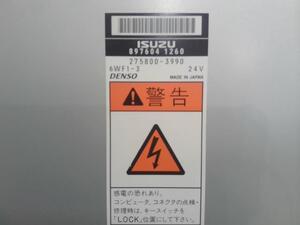 ISUZU
897604 1260
275800-3990
6WF1-3 24V
DENSO MADE IN JAPAN
警告
感電の恐れあり。
コンピュータ、コネクタの点検・
修理時は、キースイッチを
「LOCK」位置にして下さい。